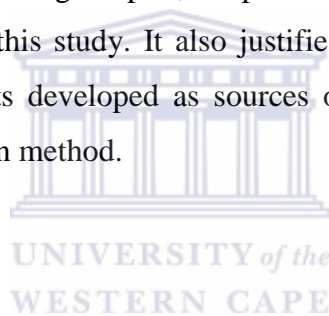 this study. It also justifie
s developed as sources o
n method.
UNIVERSITY of the
WESTERN CAPE